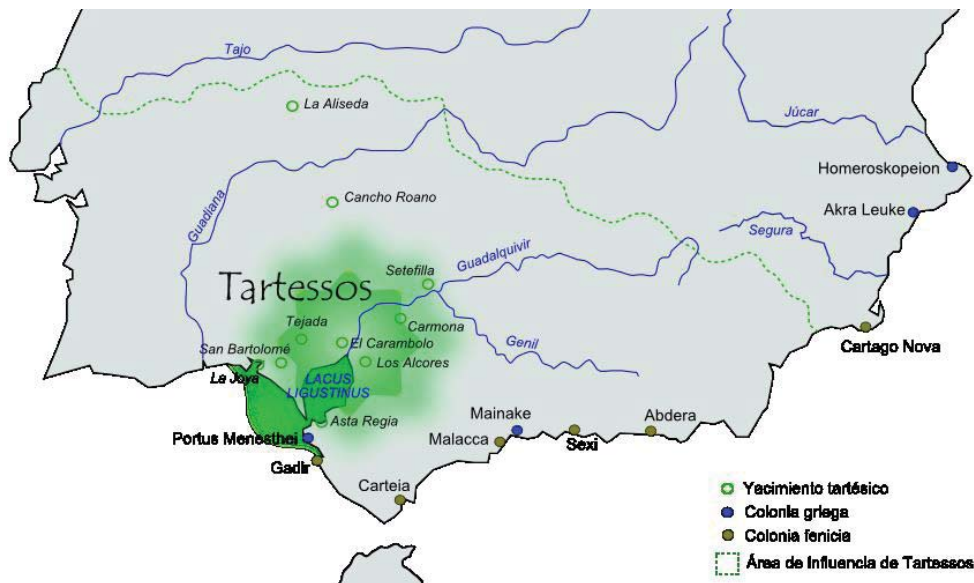 Tajo
La Aliseda
Júcar
Homeroskopeion
Cancho Roano
Akra Leuke
Guadiana
Segura
Setefilla
Guadalquivir
Tartessos
Tejada
Carmona
Cartago Nova
San Bartolomé
El Carambolo
Genil
Los Alcores
La Joya
LACUS
LIGUSTINUS
Asta Regia
Mainake
Abdera
Portus Menesthei
Malacca
Sexi
Gadir
Carteia
Yacimiento tartésico
Colonia griega
Colonia fenicia
Área de Influencia de Tartessos